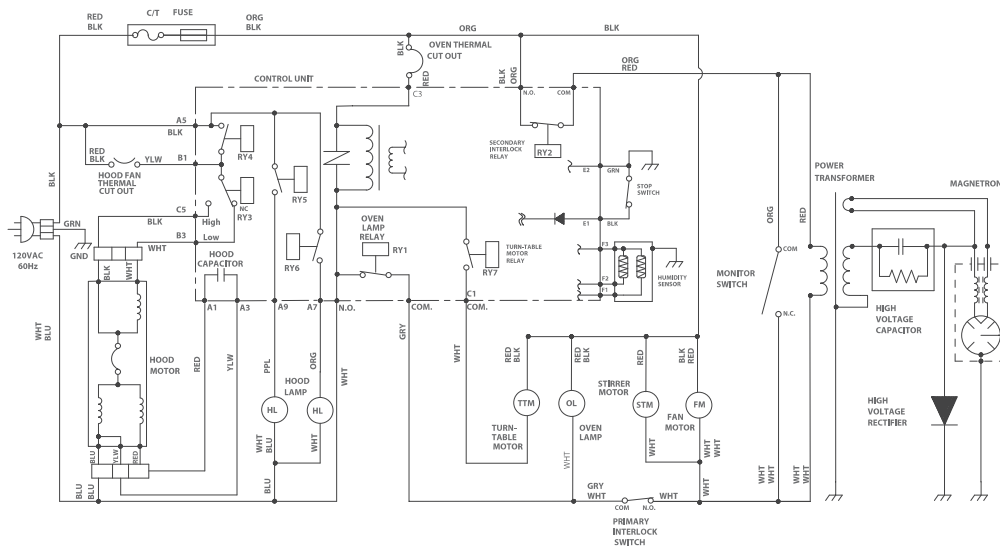 RED
BLK
C/T FUSE
ORG
BLK
ORG
BLK
BLK
OVEN THERMAL
CUT OUT
RED
C3
CONTROL UNIT
BLK
ORG
N.O.
COM
ORG
RED
A5
BLK
RY4
RED
BLK
YLW
B1
HOOD FAN
THERMAL
CUT OUT
NC
RY3
RY5
C5
BLK
High
B3
WHT
Low
BLK
GRN
GND
120VAC
60Hz
BLK
WHT
HOOD
CAPACITOR
RY6
OVEN
LAMP
RELAY
RY1
SECONDARY
INTERLOCK
RELAY
RY2
E2
GRN
STOP
SWITCH
E1
BLK
TURN-TABLE
MOTOR RELAY
RY7
F3
F2
F1
HUMIDITY
SENSOR
C1
A1
A3
A9
A7
N.O.
COM.
COM.
POWER
TRANSFORMER
MAGNETRON
ORG
RED
COM
MONITOR
SWITCH
N.C.
HIGH
VOLTAGE
CAPACITOR
HIGH
VOLTAGE
RECTIFIER
WHT
BLU
HOOD
MOTOR
RED
YLW
PPL
ORG
WHT
GRY
WHT
HOOD
LAMP
HL
HL
WHT
BLU
WHT
BLU
BLU
YLW
RED
BLU
BLU
RED
BLK
RED
BLK
RED
BLK
RED
STIRRER
MOTOR
TTM
OL
STM
FM
TURN-
TABLE
MOTOR
OVEN
LAMP
FAN
MOTOR
WHT
WHT
WHT
WHT
WHT
GRY
WHT
COM
N.O.
WHT
PRIMARY
INTERLOCK
SWITCH
WHT
WHT
WHT
WHT